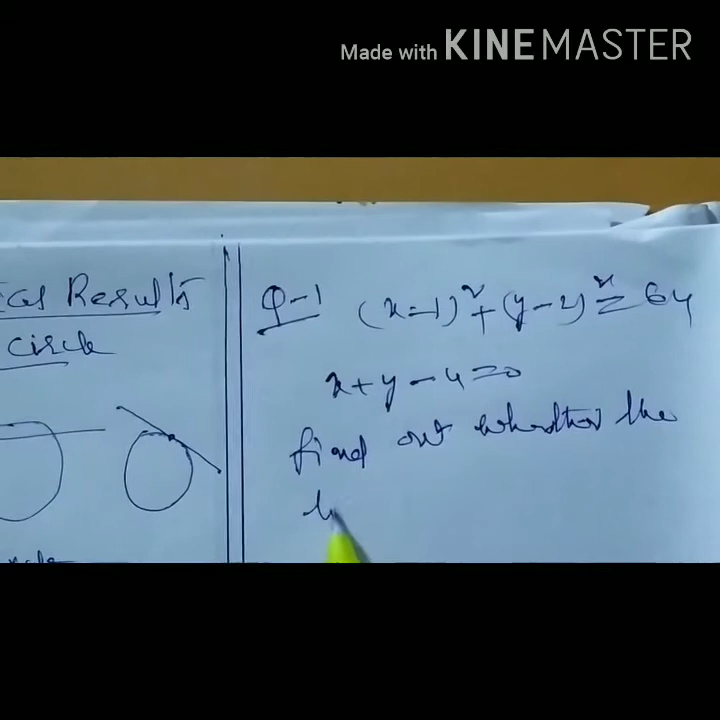 Made with KINEMASTER
Results
circle
Q-1 (x-1)² + (y-2)² = 64
x + y - 4 = 0
find out whether the